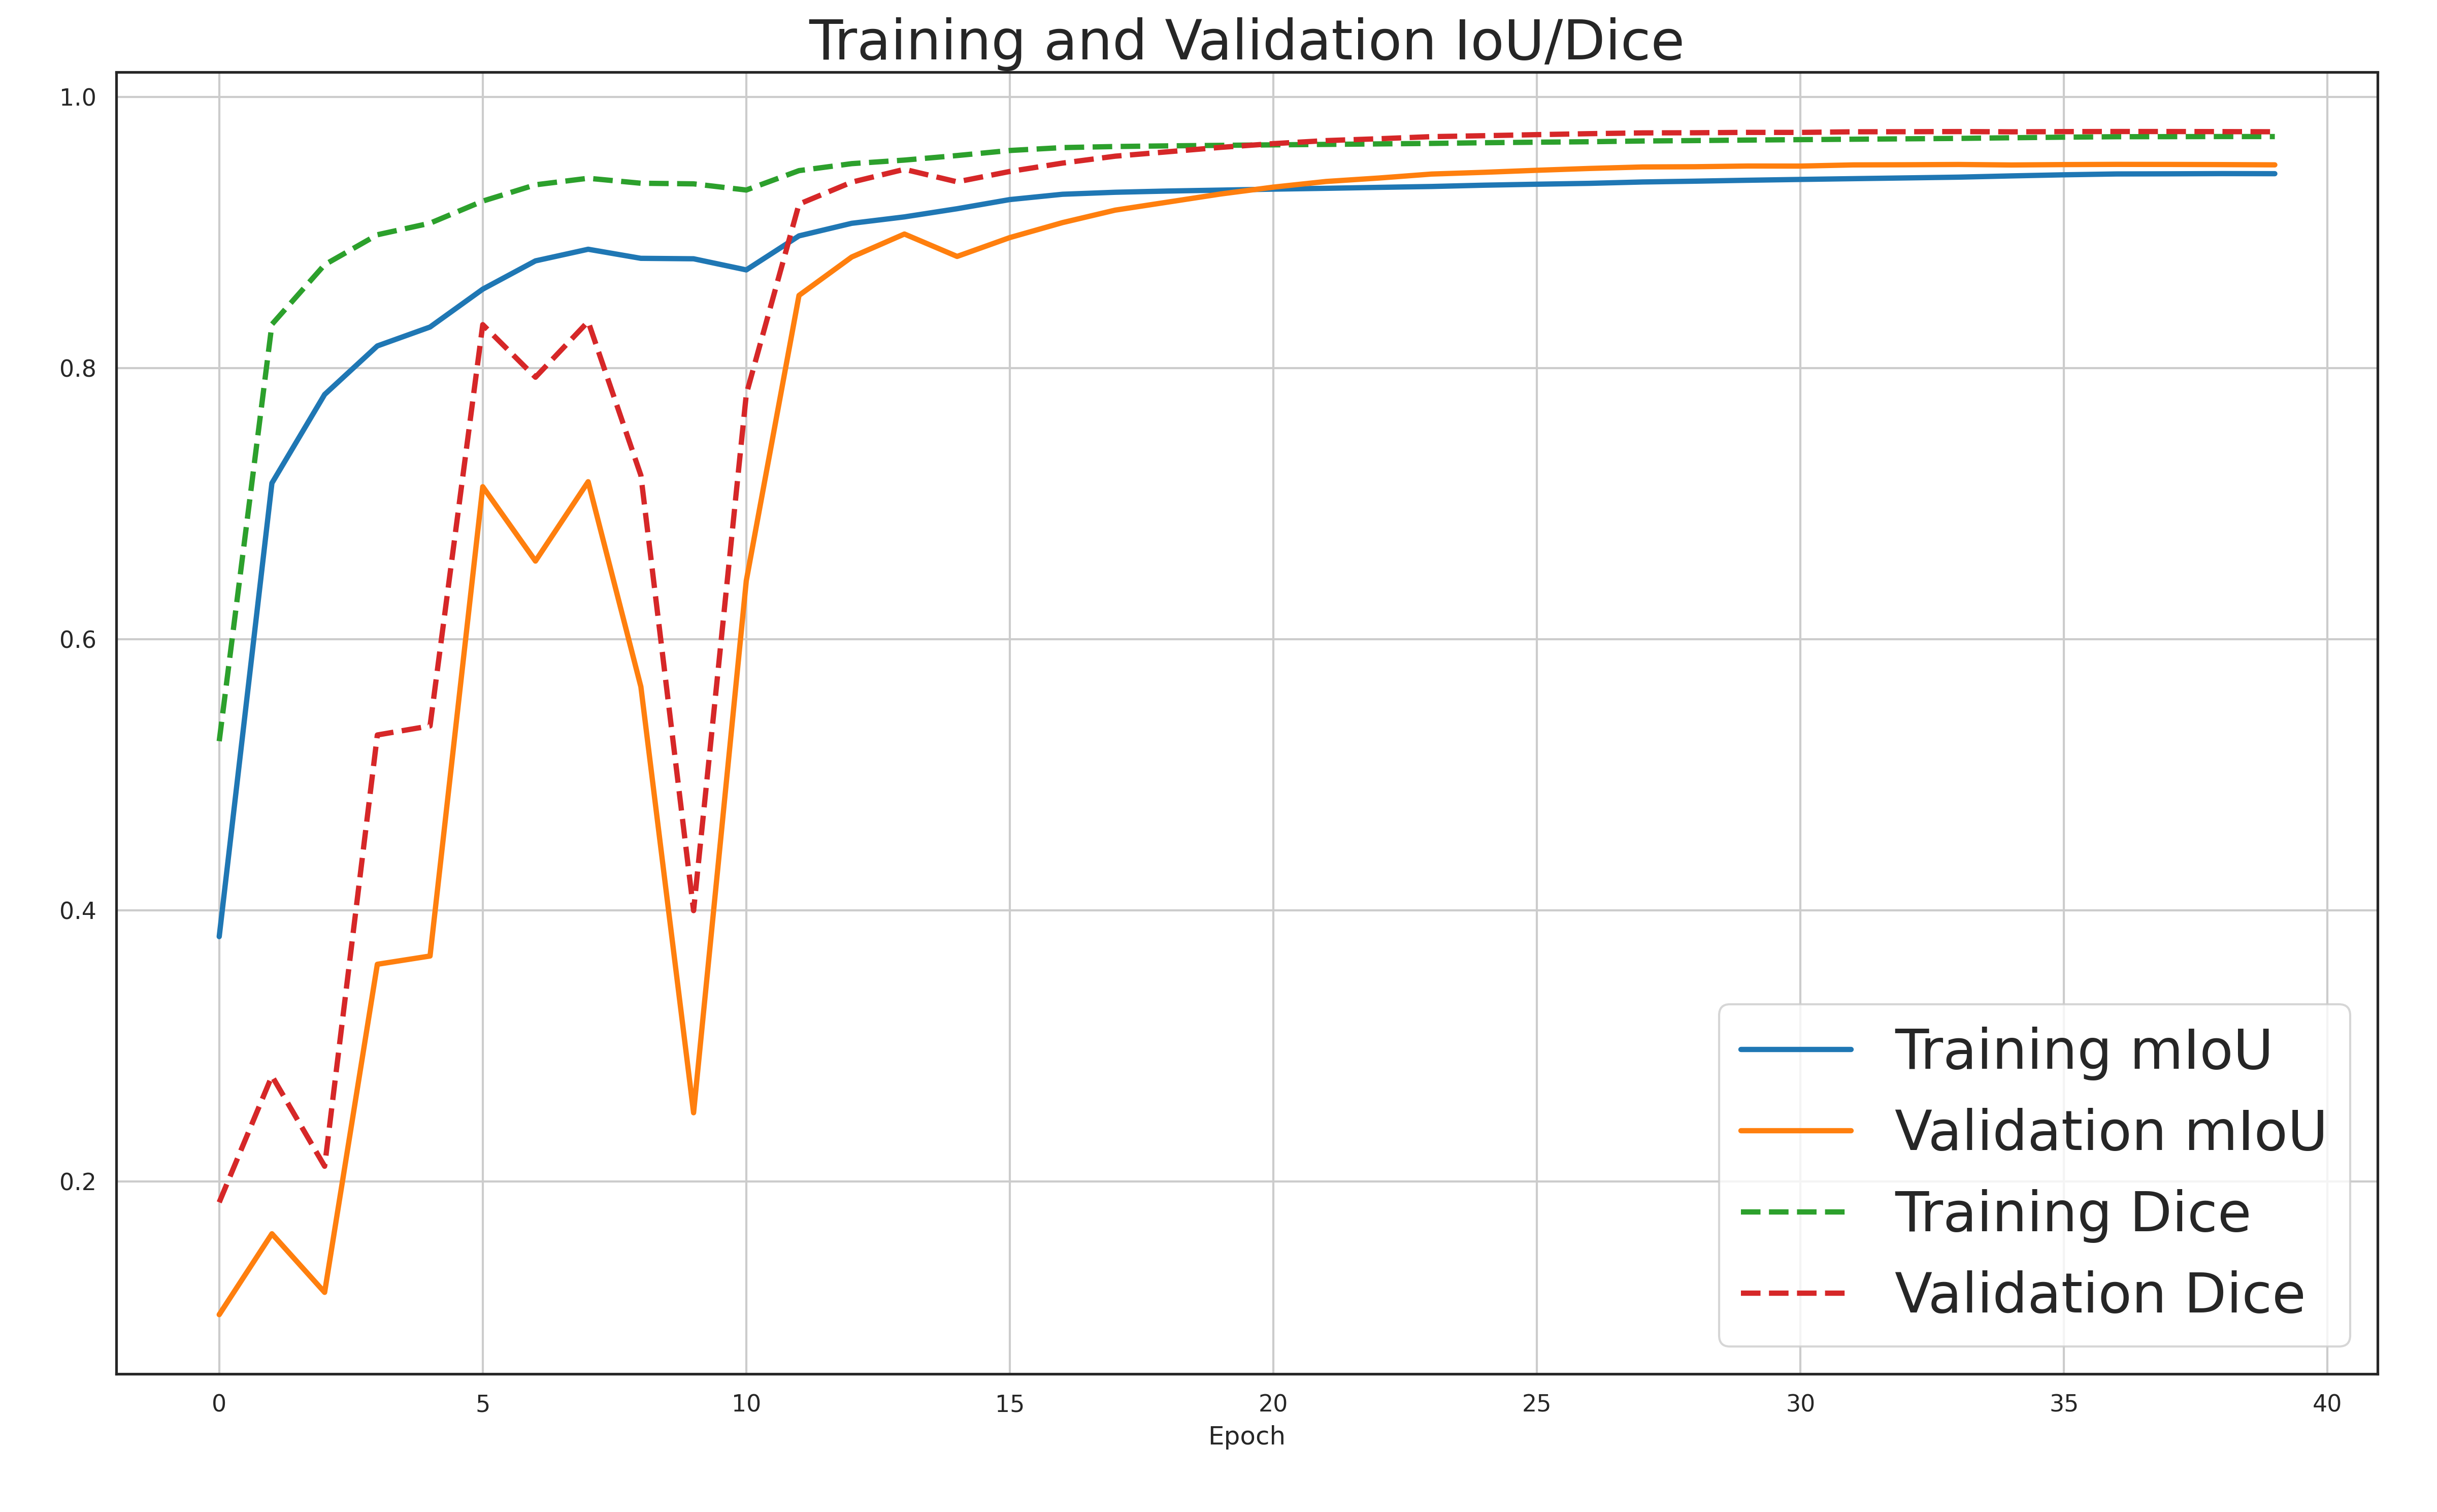 Training and Validation IoU/Dice
1.0
0.8
0.6
0.4
0.2
Training mIoU
Validation mIoU
Training Dice
Validation Dice
0 5 10 15 20 25 30 35 40
Epoch